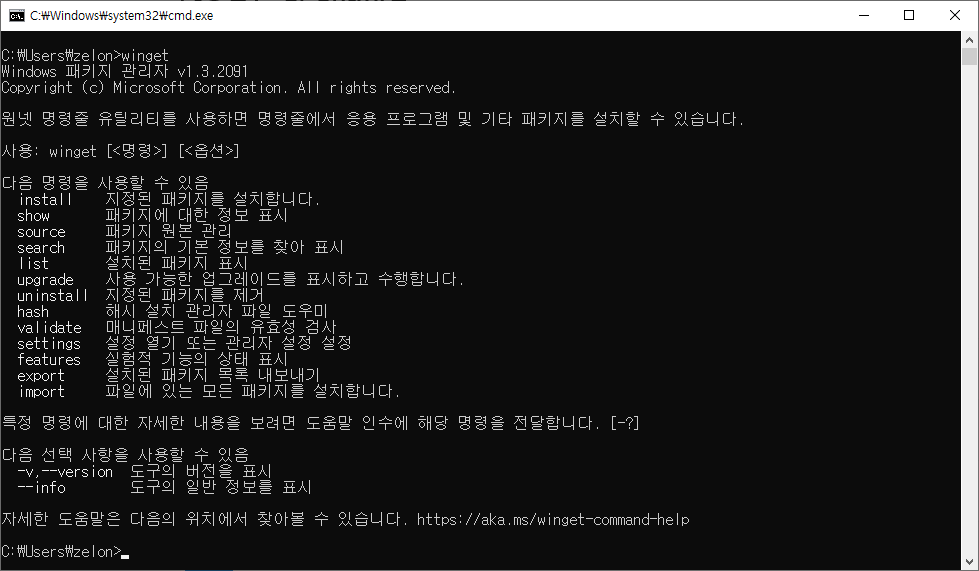 C:₩Windows₩system32₩cmd.exe
C:₩Users₩zelon>winget
Windows 패키지 관리자 v1.3.2091
Copyright (c) Microsoft Corporation. All rights reserved.
원넷 명령줄 유틸리티를 사용하면 명령줄에서 응용 프로그램 및 기타 패키지를 설치할 수 있습니다.
사용: winget [<명령>] [<옵션>]
다음 명령을 사용할 수 있음
install 지정된 패키지를 설치합니다.
show 패키지에 대한 정보 표시
source 패키지 원본 관리
search 패키지의 기본 정보를 찾아 표시
list 설치된 패키지 표시
upgrade 사용 가능한 업그레이드를 표시하고 수행합니다.
uninstall 지정된 패키지를 제거
hash 해시 설치 관리자 파일 도우미
validate 매니페스트 파일의 유효성 검사
settings 설정 열기 또는 관리자 설정 설정
features 실험적 기능의 상태 표시
export 설치된 패키지 목록 내보내기
import 파일에 있는 모든 패키지를 설치합니다.
특정 명령에 대한 자세한 내용을 보려면 도움말 인수에 해당 명령을 전달합니다. [-?]
다음 선택 사항을 사용할 수 있음
-v,--version 도구의 버전을 표시
--info 도구의 일반 정보를 표시
자세한 도움말은 다음의 위치에서 찾아볼 수 있습니다. https://aka.ms/winget-command-help
C:₩Users₩zelon>